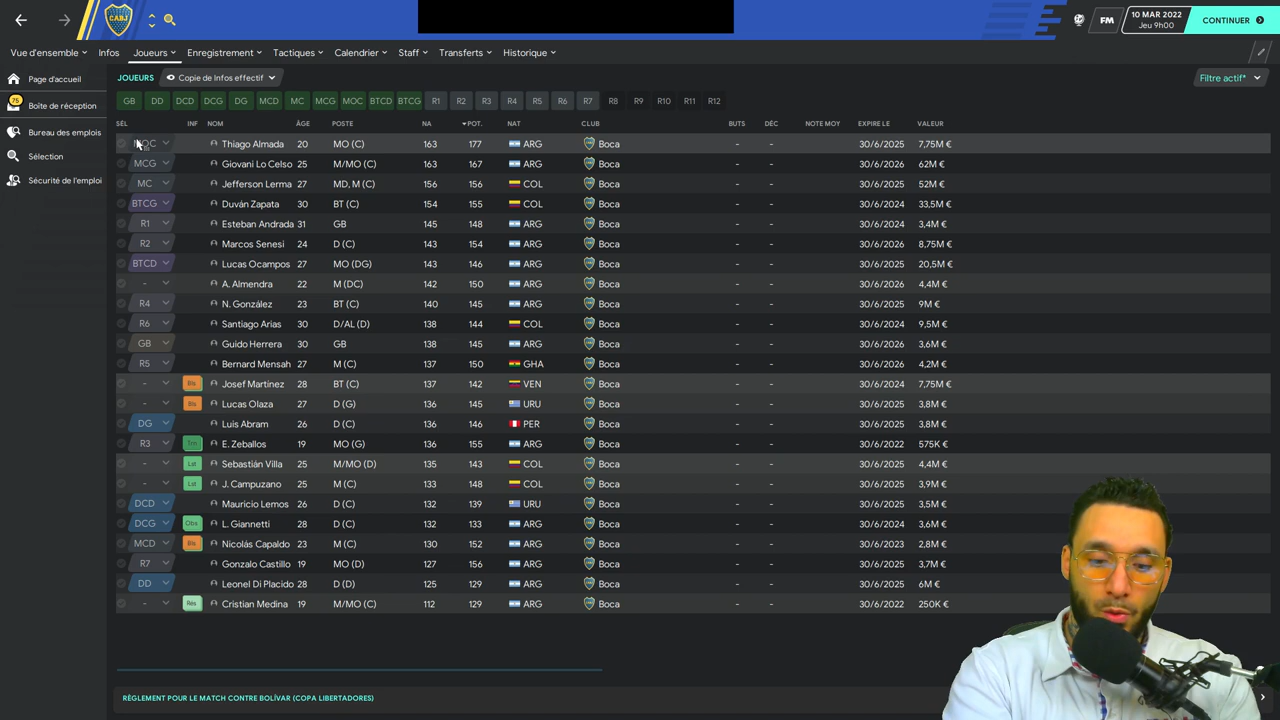 CABJ
FM
10 MAR 2022
Jeu 9h00
CONTINUER
Vue d'ensemble Infos Joueurs Enregistrement Tactiques Calendrier Staff Transferts Historique
Page d'accueil
75
Boîte de réception
Bureau des emplois
Sélection
Sécurité de l'emploi
JOUEURS Copie de Infos effectif Filtre actif*
GB DD DCD DCG DG MCD MC MCG MOC BTCD BTCG R1 R2 R3 R4 R5 R6 R7 R8 R9 R10 R11 R12
SÉL INF NOM ÂGE POSTE NA POT. NAT CLUB BUTS DÉC NOTE MOY EXPIRE LE VALEUR
MOC Thiago Almada 20 MO (C) 163 177 ARG Boca - - - 30/6/2025 7,75M €
MCG Giovani Lo Celso 25 M/MO (C) 163 167 ARG Boca - - - 30/6/2026 62M €
MC Jefferson Lerma 27 MD, M (C) 156 156 COL Boca - - - 30/6/2025 52M €
BTCG Duván Zapata 30 BT (C) 154 155 COL Boca - - - 30/6/2024 33,5M €
R1 Esteban Andrada 31 GB 145 148 ARG Boca - - - 30/6/2024 3,4M €
R2 Marcos Senesi 24 D (C) 143 154 ARG Boca - - - 30/6/2026 8,75M €
BTCD Lucas Ocampos 27 MO (DG) 143 146 ARG Boca - - - 30/6/2025 20,5M €
- A. Almendra 22 M (DC) 142 150 ARG Boca - - - 30/6/2026 4,4M €
R4 N. González 23 BT (C) 140 145 ARG Boca - - - 30/6/2025 9M €
R6 Santiago Arias 30 D/AL (D) 138 144 COL Boca - - - 30/6/2024 9,5M €
GB Guido Herrera 30 GB 138 145 ARG Boca - - - 30/6/2026 3,6M €
R5 Bernard Mensah 27 M (C) 137 150 GHA Boca - - - 30/6/2025 4,2M €
- Bls Josef Martínez 28 BT (C) 137 142 VEN Boca - - - 30/6/2024 7,75M €
- Bls Lucas Olaza 27 D (G) 136 145 URU Boca - - - 30/6/2025 3,8M €
DG Luis Abram 26 D (C) 136 146 PER Boca - - - 30/6/2025 3,8M €
R3 Trn E. Zeballos 19 MO (G) 136 155 ARG Boca - - - 30/6/2022 575K €
- Lst Sebastián Villa 25 M/MO (D) 135 143 COL Boca - - - 30/6/2025 4,4M €
- Lst J. Campuzano 25 M (C) 133 148 COL Boca - - - 30/6/2025 3,9M €
DCD Mauricio Lemos 26 D (C) 132 139 URU Boca - - - 30/6/2025 3,5M €
DCG Obs L. Giannetti 28 D (C) 132 133 ARG Boca - - - 30/6/2024 3,6M €
MCD Bls Nicolás Capaldo 23 M (C) 130 152 ARG Boca - - - 30/6/2023 2,8M €
R7 Gonzalo Castillo 19 MO (D) 127 156 ARG Boca - - - 30/6/2025 3,7M €
DD Leonel Di Placido 28 D (D) 125 129 ARG Boca - - - 30/6/2025 6M €
- Rés Cristian Medina 19 M/MO (C) 112 129 ARG Boca - - - 30/6/2022 250K €
RÈGLEMENT POUR LE MATCH CONTRE BOLÍVAR (COPA LIBERTADORES)